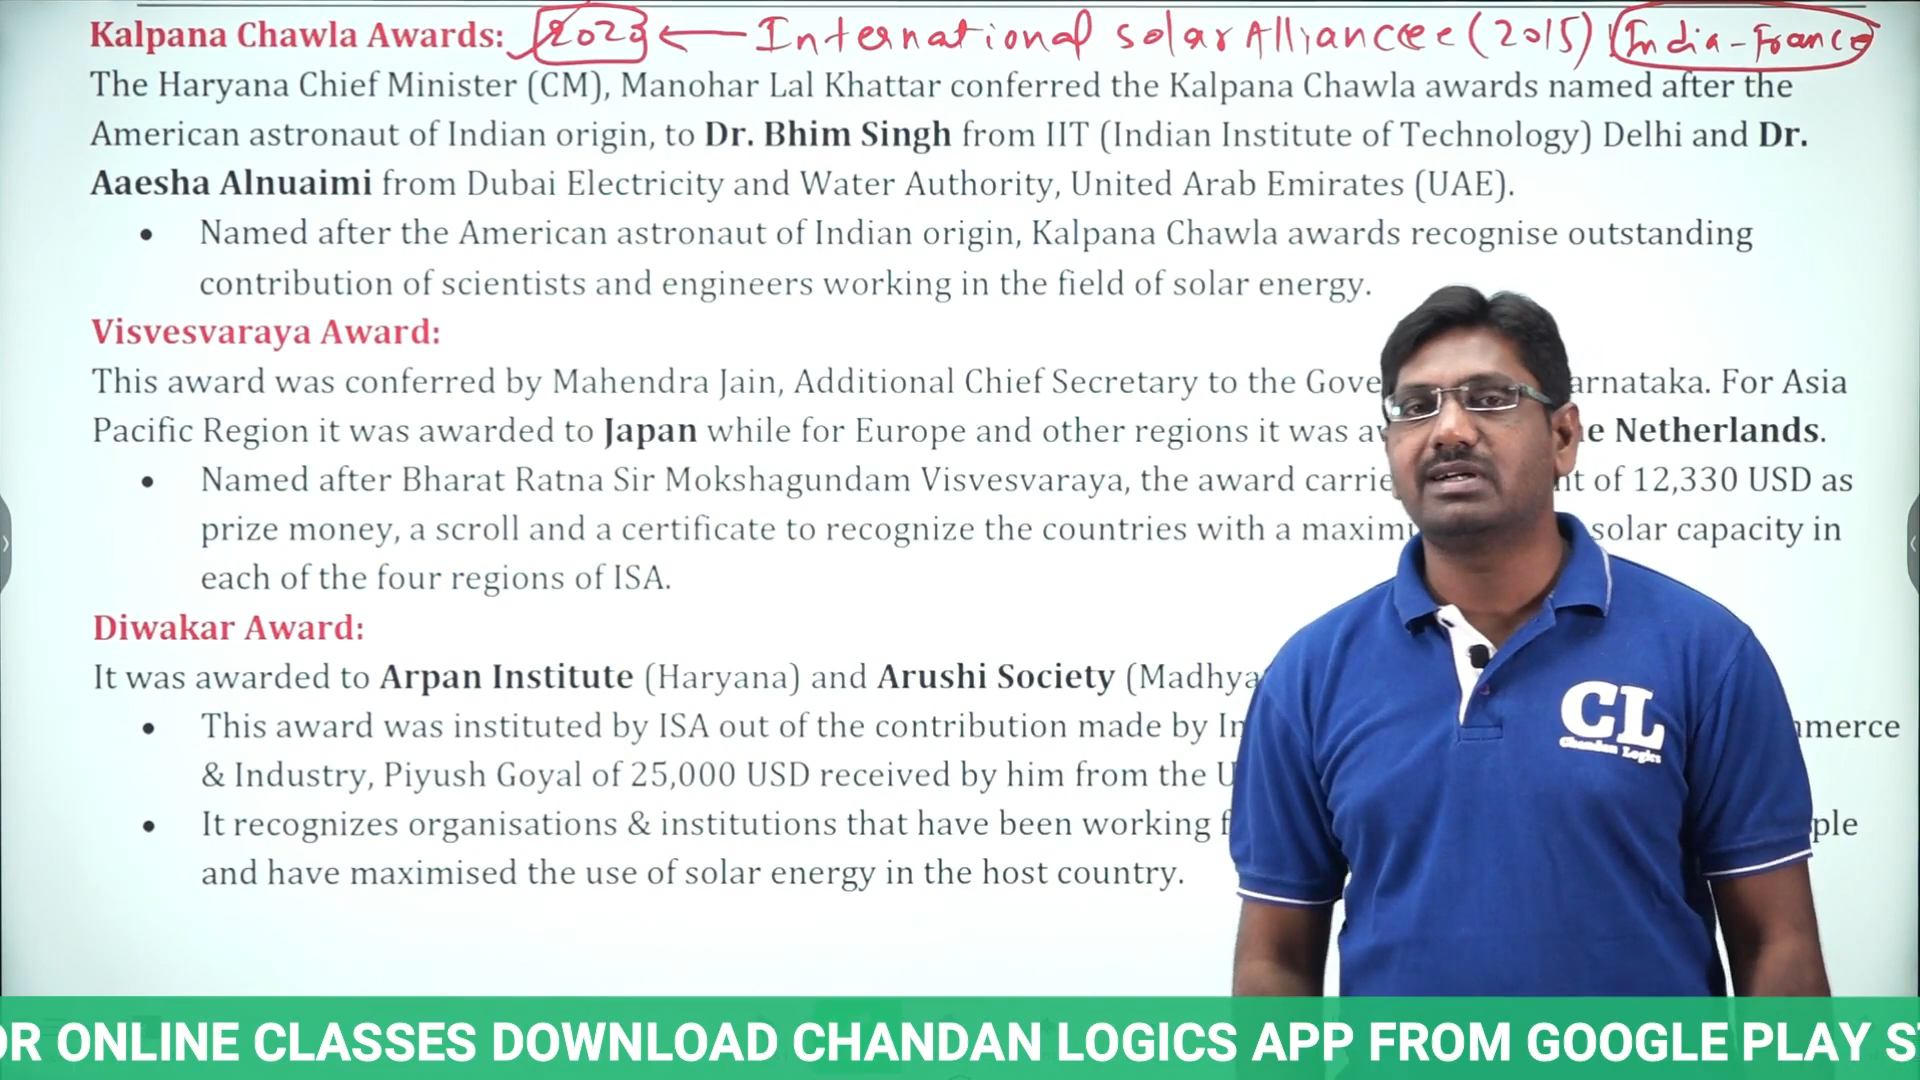 Kalpana Chawla Awards: 2023 ← International solar Alliancee (2015) India-France
The Haryana Chief Minister (CM), Manohar Lal Khattar conferred the Kalpana Chawla awards named after the
American astronaut of Indian origin, to Dr. Bhim Singh from IIT (Indian Institute of Technology) Delhi and Dr.
Aaesha Alnuaimi from Dubai Electricity and Water Authority, United Arab Emirates (UAE).
• Named after the American astronaut of Indian origin, Kalpana Chawla awards recognise outstanding
contribution of scientists and engineers working in the field of solar energy.
Visvesvaraya Award:
This award was conferred by Mahendra Jain, Additional Chief Secretary to the Gove arnataka. For Asia
Pacific Region it was awarded to Japan while for Europe and other regions it was a e Netherlands.
• Named after Bharat Ratna Sir Mokshagundam Visvesvaraya, the award carrie nt of 12,330 USD as
prize money, a scroll and a certificate to recognize the countries with a maxim solar capacity in
each of the four regions of ISA.
Diwakar Award:
It was awarded to Arpan Institute (Haryana) and Arushi Society (Madhya
• This award was instituted by ISA out of the contribution made by In mmerce
& Industry, Piyush Goyal of 25,000 USD received by him from the U
• It recognizes organisations & institutions that have been working f ple
and have maximised the use of solar energy in the host country.
CL
Chandan Logics
OR ONLINE CLASSES DOWNLOAD CHANDAN LOGICS APP FROM GOOGLE PLAY S